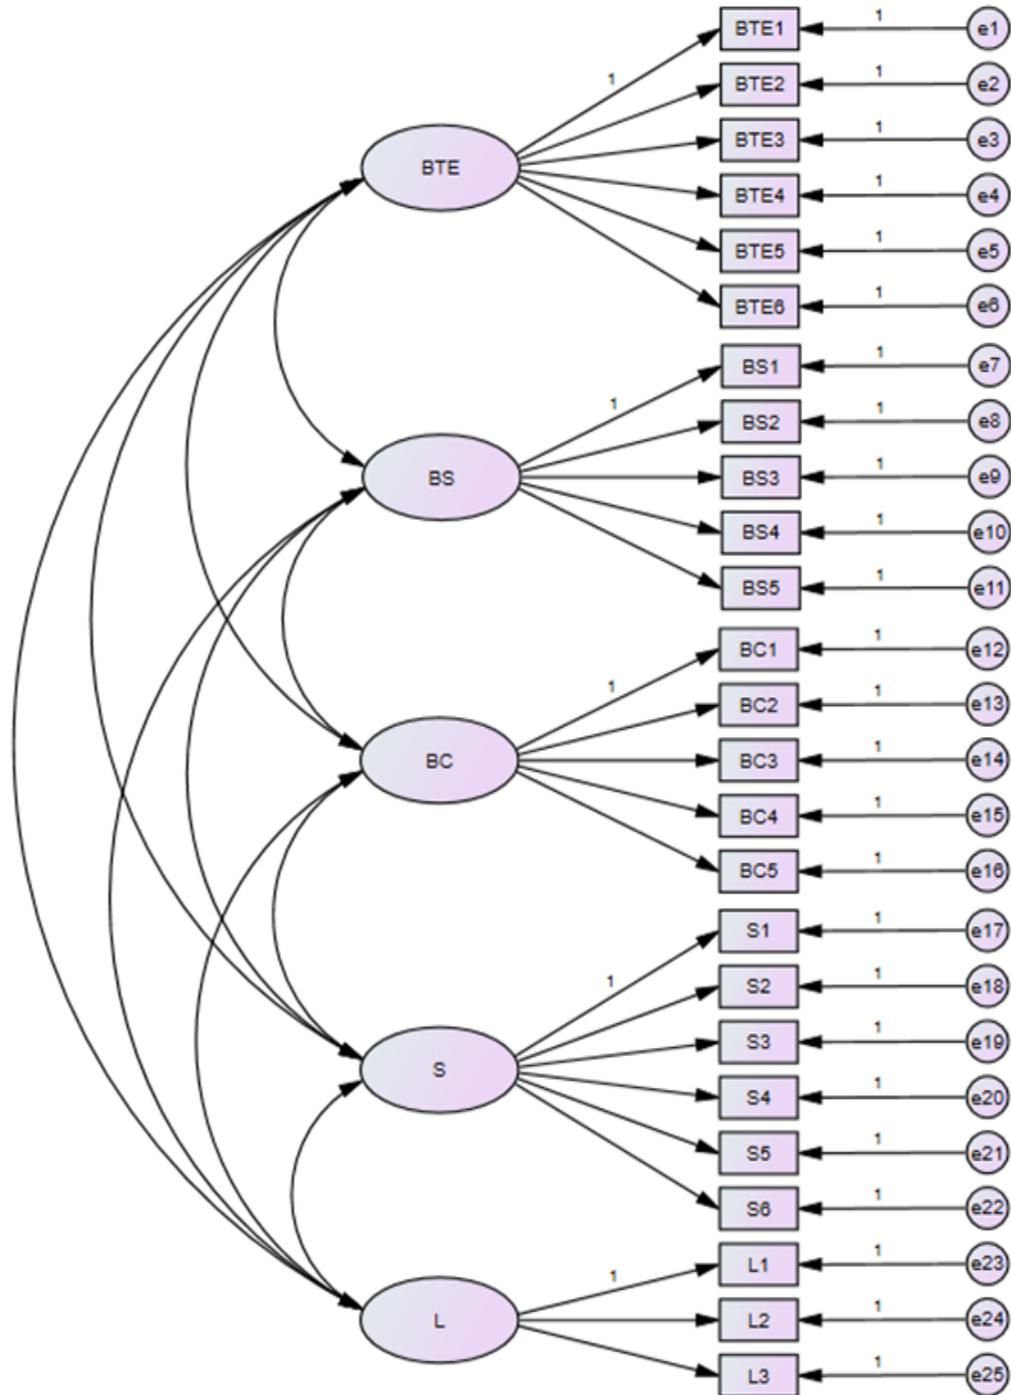 BTE1 1 e1
1 BTE2 1 e2
BTE3 1 e3
BTE BTE4 1 e4
BTE5 1 e5
BTE6 1 e6
BS1 1 e7
1 BS2 1 e8
BS BS3 1 e9
BS4 1 e10
BS5 1 e11
BC1 1 e12
1 BC2 1 e13
BC BC3 1 e14
BC4 1 e15
BC5 1 e16
S1 1 e17
1 S2 1 e18
S3 1 e19
S S4 1 e20
S5 1 e21
S6 1 e22
1 L1 1 e23
L L2 1 e24
L3 1 e25